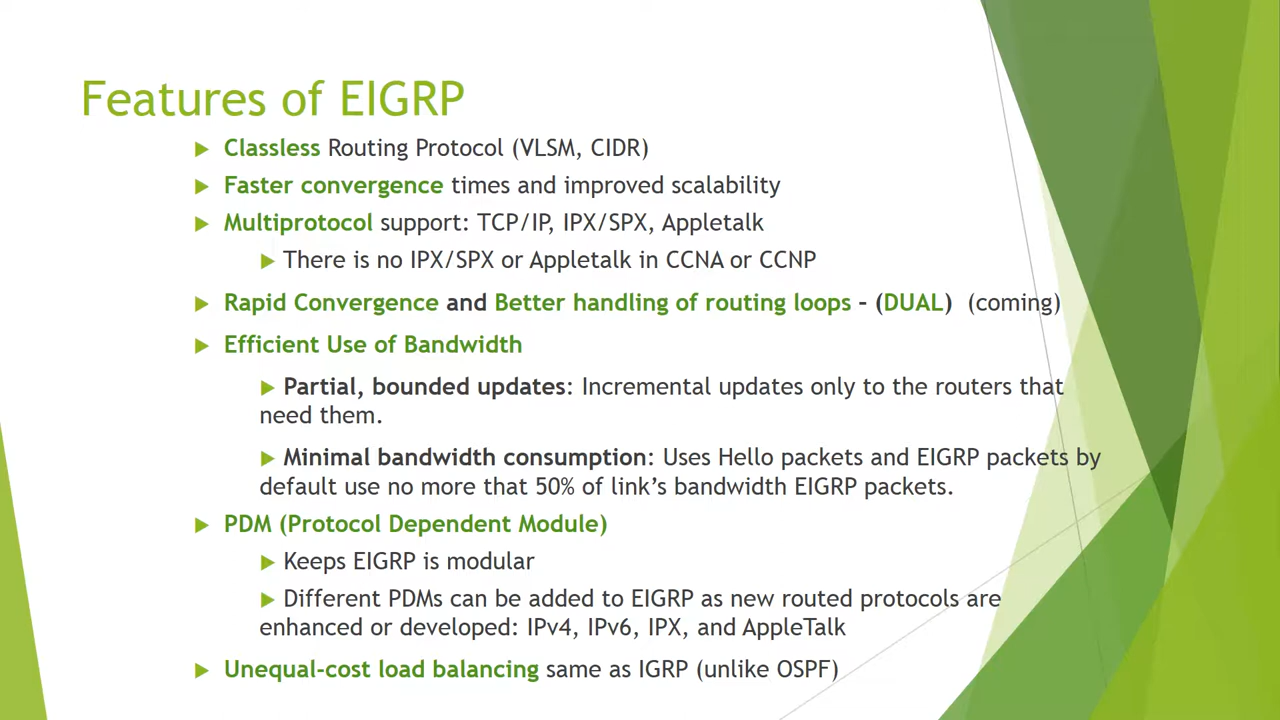 Features of EIGRP
Classless Routing Protocol (VLSM, CIDR)
Faster convergence times and improved scalability
Multiprotocol support: TCP/IP, IPX/SPX, Appletalk
There is no IPX/SPX or Appletalk in CCNA or CCNP
Rapid Convergence and Better handling of routing loops – (DUAL) (coming)
Efficient Use of Bandwidth
Partial, bounded updates: Incremental updates only to the routers that
need them.
Minimal bandwidth consumption: Uses Hello packets and EIGRP packets by
default use no more that 50% of link's bandwidth EIGRP packets.
PDM (Protocol Dependent Module)
Keeps EIGRP is modular
Different PDMs can be added to EIGRP as new routed protocols are
enhanced or developed: IPv4, IPv6, IPX, and AppleTalk
Unequal-cost load balancing same as IGRP (unlike OSPF)